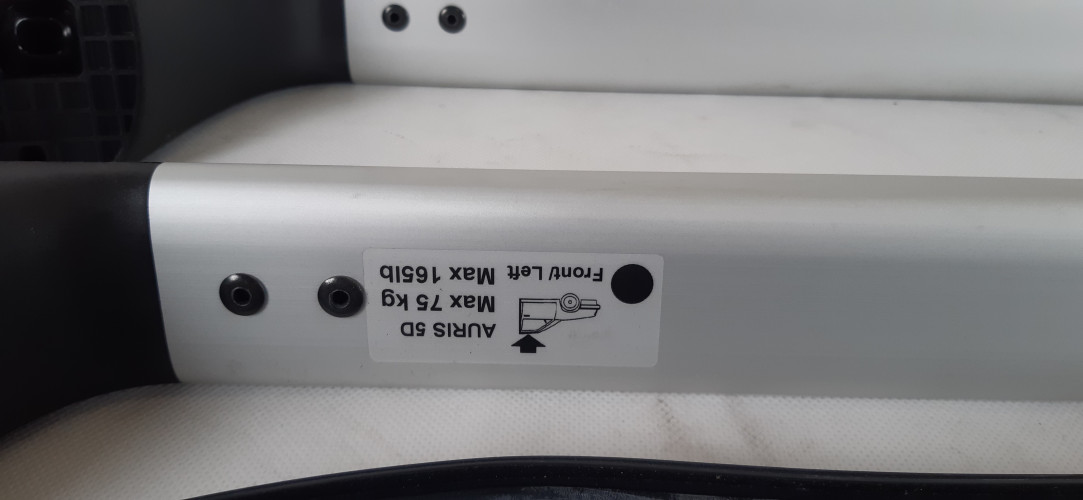 AURIS 5D
Max 75 kg
Max 165lb
Front/ Left